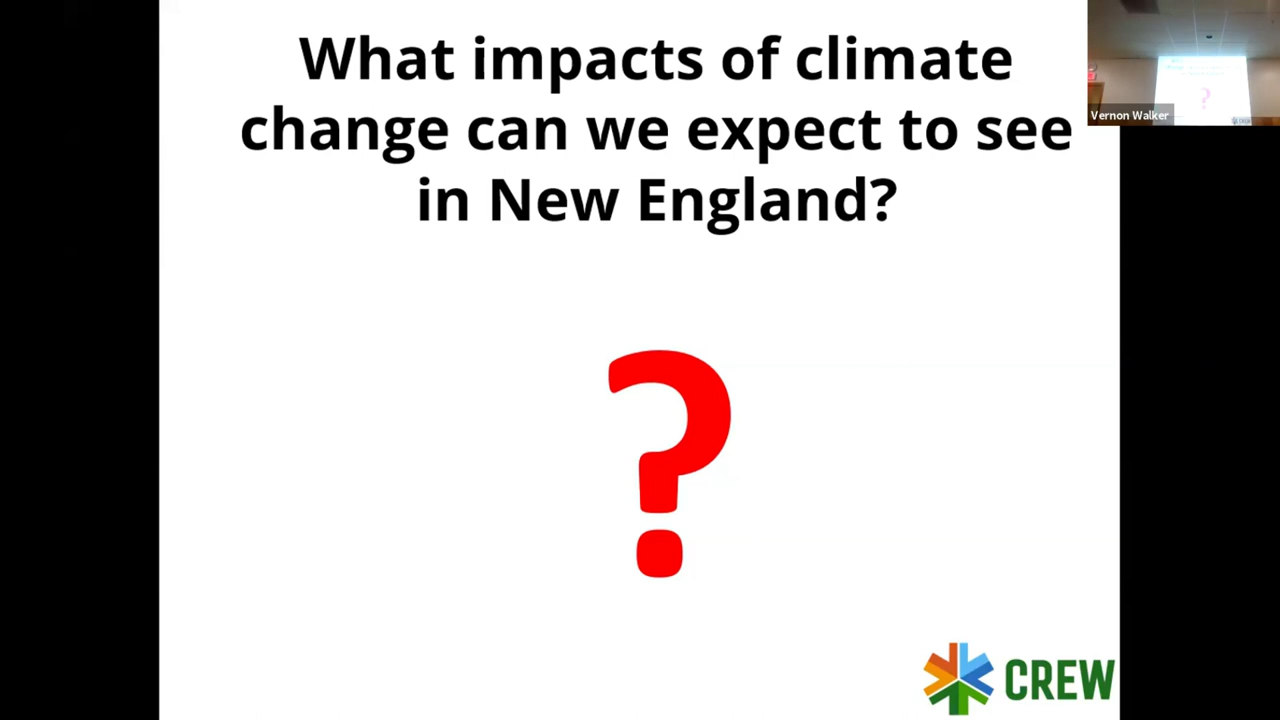 What impacts of climate
change can we expect to see
in New England?
?
CREW
Vernon Walker